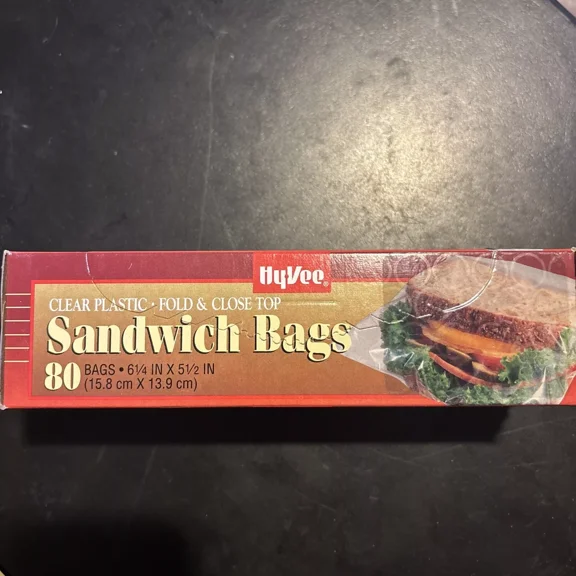 HyVee®
CLEAR PLASTIC • FOLD & CLOSE TOP
Sandwich Bags
80 BAGS • 6¼ IN X 5½ IN
(15.8 cm X 13.9 cm)